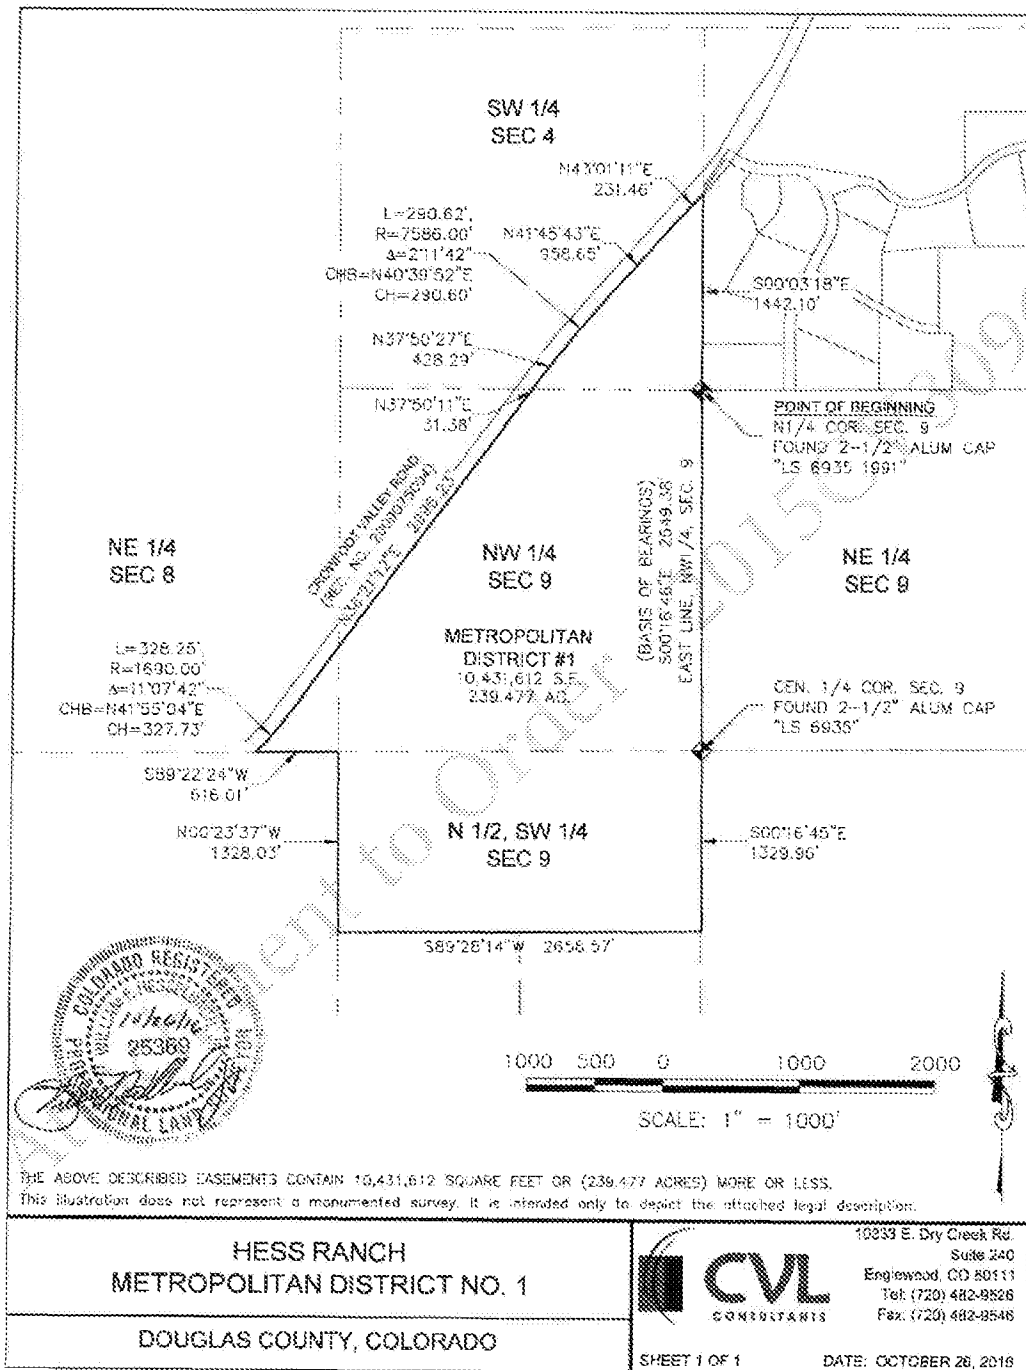 SW 1/4
SEC 4
N43°01'11"E
231.46'
L=290.62',
R=7586.00'
Δ=2°11'42"
CHB=N40°39'52"E
CH=290.60'
N41°45'43"E
958.65'
S00°03'18"E
1442.10'
N37°50'27"E
428.29'
N37°50'11"E
31.38'
POINT OF BEGINNING
N1/4 COR. SEC. 9
FOUND 2-1/2" ALUM CAP
"LS 6935 1991"
CROWFOOT VALLEY ROAD
(BASIS OF BEARINGS)
S00°16'46"E 2649.38'
EAST LINE, NW1/4, SEC. 9
NE 1/4
SEC 8
NW 1/4
SEC 9
NE 1/4
SEC 9
METROPOLITAN
DISTRICT #1
10,431,612 S.F.
239.477 AC.
L=328.25',
R=1690.00'
Δ=11°07'42"
CHB=N41°55'04"E
CH=327.73'
CEN. 1/4 COR. SEC. 9
FOUND 2-1/2" ALUM CAP
"LS 6935"
S89°22'24"W
616.01'
N00°23'37"W
1328.03'
N 1/2, SW 1/4
SEC 9
S00°16'45"E
1329.96'
S89°28'14"W 2656.57'
Attachment to Order
COLORADO REGISTERED
PROFESSIONAL LAND
25369
1000 500 0 1000 2000
SCALE: 1" = 1000'
THE ABOVE DESCRIBED EASEMENTS CONTAIN 10,431,612 SQUARE FEET OR (239.477 ACRES) MORE OR LESS.
This illustration does not represent a monumented survey. It is intended only to depict the attached legal description.
HESS RANCH
METROPOLITAN DISTRICT NO. 1
DOUGLAS COUNTY, COLORADO
CVL
CONSULTANTS
10333 E. Dry Creek Rd.
Suite 240
Englewood, CO 80111
Tel: (720) 482-9526
Fax: (720) 482-9546
SHEET 1 OF 1
DATE: OCTOBER 26, 2016